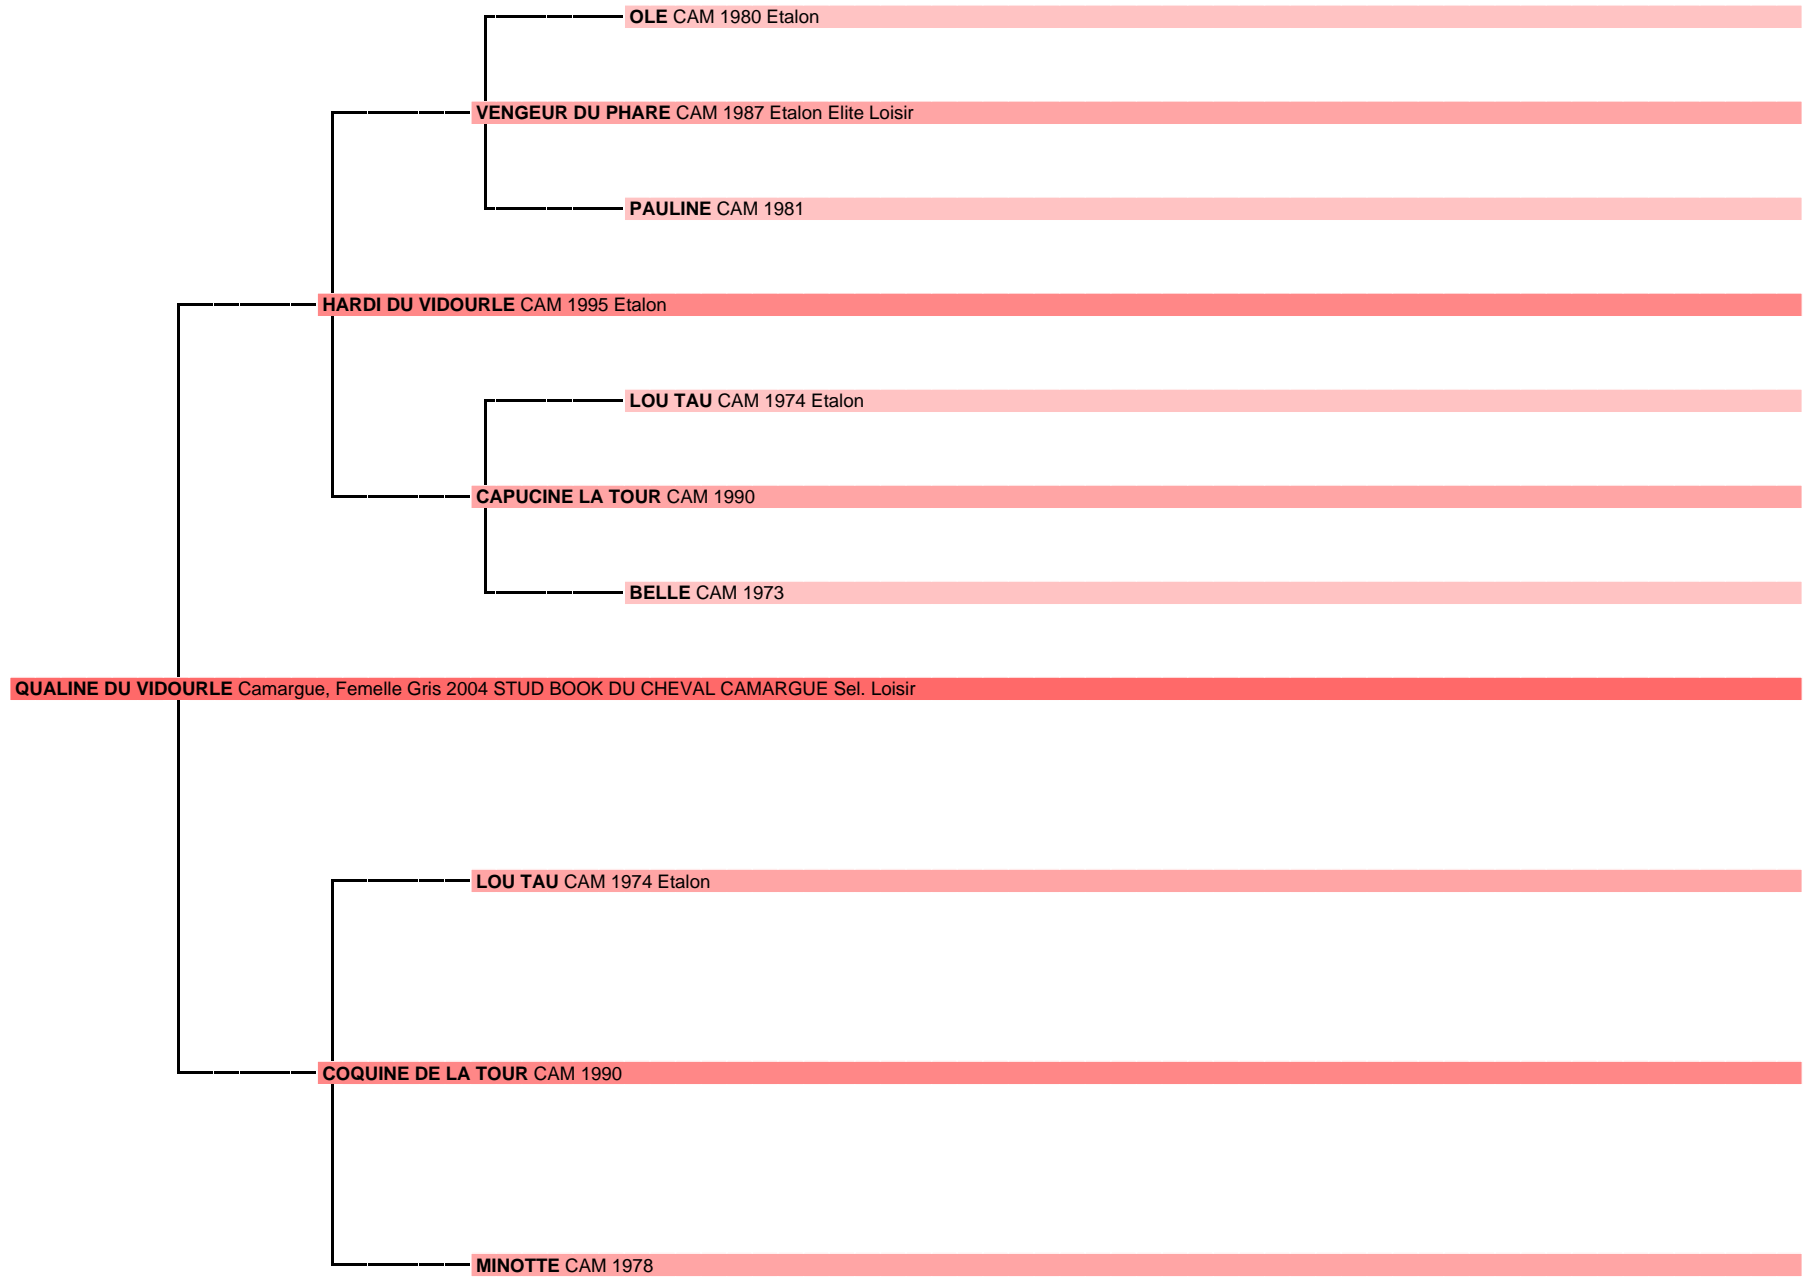 OLE CAM 1980 Etalon
VENGEUR DU PHARE CAM 1987 Etalon Elite Loisir
PAULINE CAM 1981
HARDI DU VIDOURLE CAM 1995 Etalon
LOU TAU CAM 1974 Etalon
CAPUCINE LA TOUR CAM 1990
BELLE CAM 1973
QUALINE DU VIDOURLE Camargue, Femelle Gris 2004 STUD BOOK DU CHEVAL CAMARGUE Sel. Loisir
LOU TAU CAM 1974 Etalon
COQUINE DE LA TOUR CAM 1990
MINOTTE CAM 1978